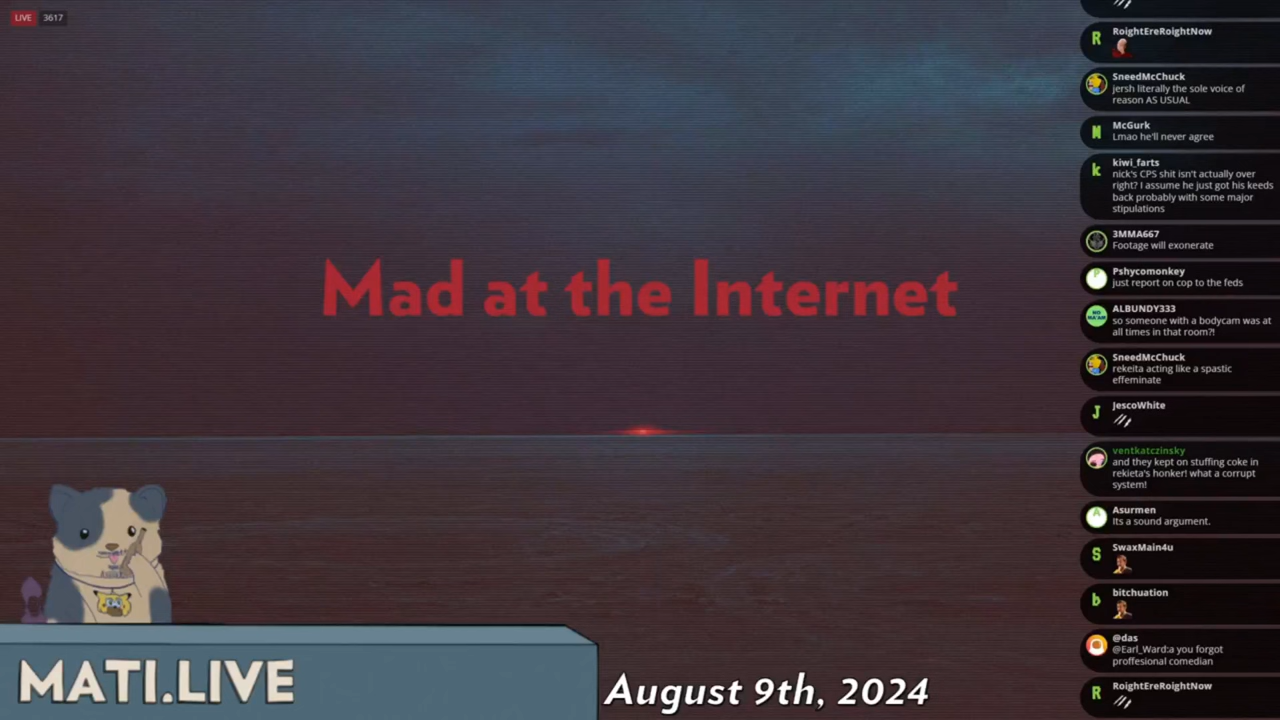 LIVE 3617
Mad at the Internet
MATI.LIVE
August 9th, 2024
R
RoightEreRoightNow
SneedMcChuck
jersh literally the sole voice of
reason AS USUAL
N
McGurk
Lmao he'll never agree
k
kiwi_farts
nick's CPS shit isn't actually over
right? I assume he just got his keeds
back probably with some major
stipulations
3MMA667
Footage will exonerate
P
Pshycomonkey
just report on cop to the feds
NO
MA'AM
ALBUNDY333
so someone with a bodycam was at
all times in that room?!
SneedMcChuck
rekeita acting like a spastic
effeminate
J
JescoWhite
ventkatczinsky
and they kept on stuffing coke in
rekieta's honker! what a corrupt
system!
A
Asurmen
Its a sound argument.
S
SwaxMain4u
b
bitchuation
@das
@Earl_Ward:a you forgot
proffesional comedian
R
RoightEreRoightNow